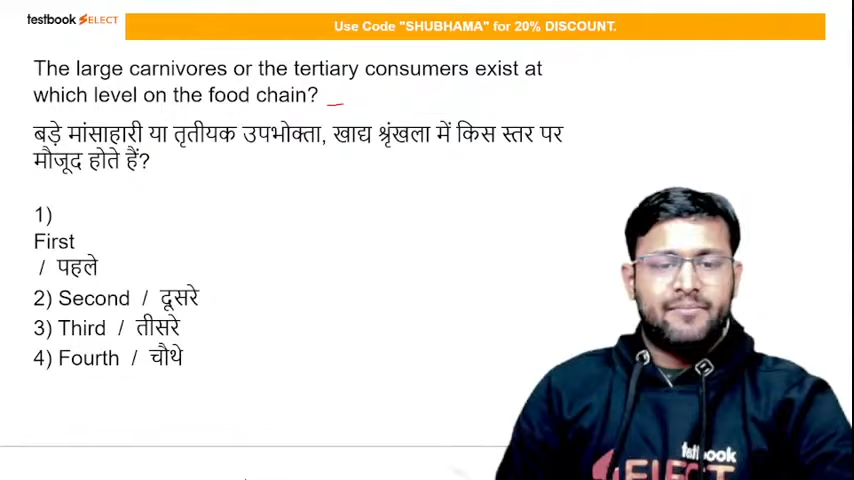 testbook SELECT
Use Code "SHUBHAMA" for 20% DISCOUNT.
The large carnivores or the tertiary consumers exist at
which level on the food chain?
बड़े मांसाहारी या तृतीयक उपभोक्ता, खाद्य श्रृंखला में किस स्तर पर
मौजूद होते हैं?
1)
First
/ पहले
2) Second / दूसरे
3) Third / तीसरे
4) Fourth / चौथे
testbook
SELECT